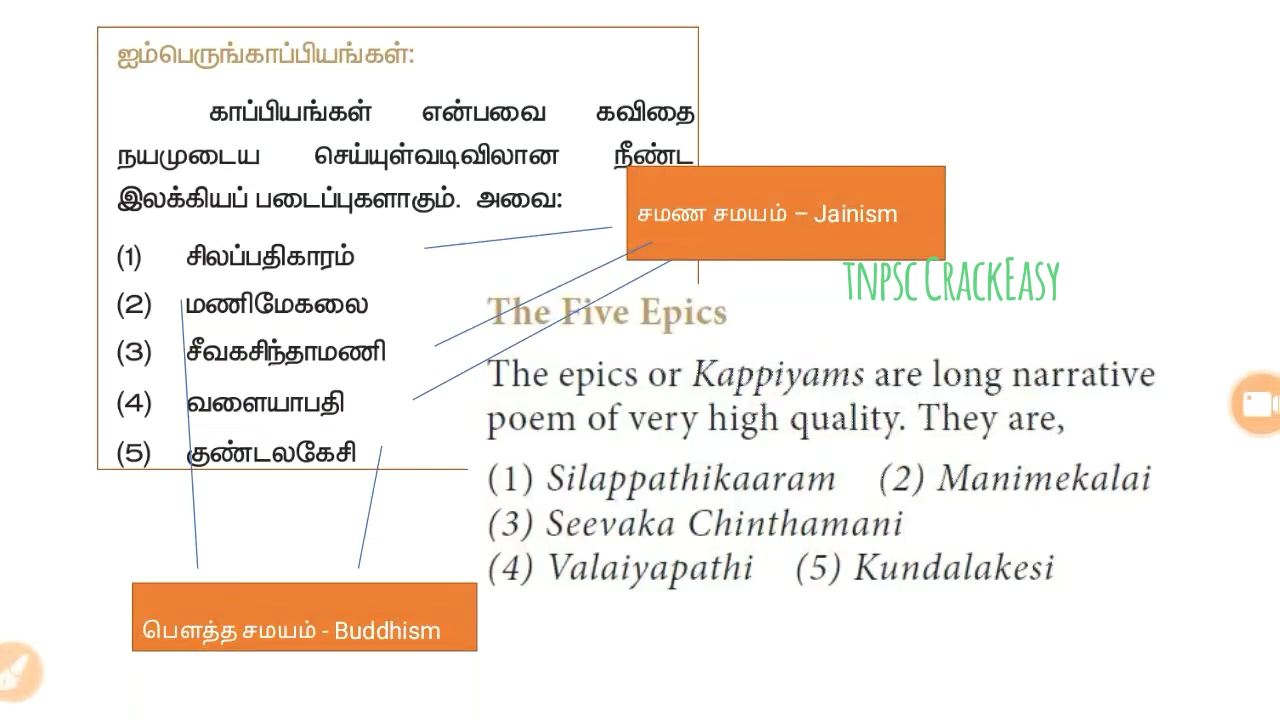 ஐம்பெருங்காப்பியங்கள்:
காப்பியங்கள் என்பவை கவிதை
நயமுடைய செய்யுள்வடிவிலான நீண்ட
இலக்கியப் படைப்புகளாகும். அவை:
(1) சிலப்பதிகாரம்
(2) மணிமேகலை
(3) சீவகசிந்தாமணி
(4) வளையாபதி
(5) குண்டலகேசி
சமண சமயம் – Jainism
TNPSC CRACKEASY
The Five Epics
The epics or Kappiyams are long narrative
poem of very high quality. They are,
(1) Silappathikaaram (2) Manimekalai
(3) Seevaka Chinthamani
(4) Valaiyapathi (5) Kundalakesi
பௌத்த சமயம் - Buddhism